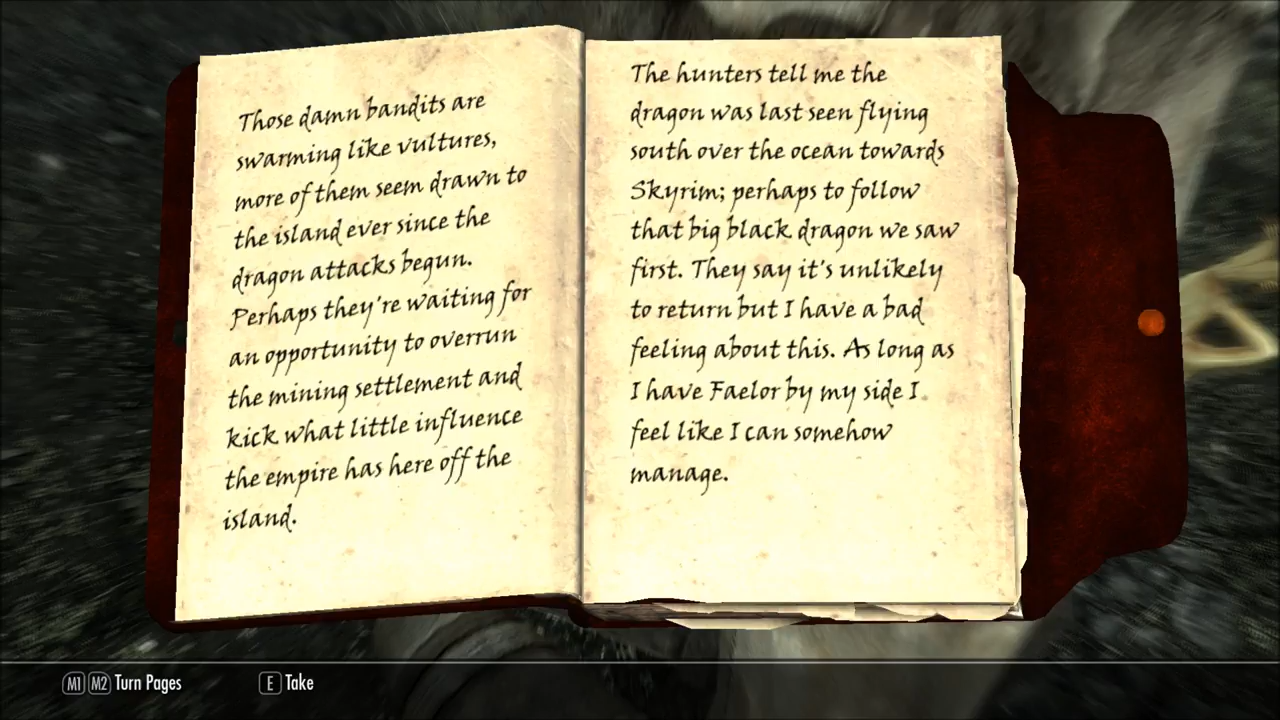 Those damn bandits are
swarming like vultures,
more of them seem drawn to
the island ever since the
dragon attacks begun.
Perhaps they're waiting for
an opportunity to overrun
the mining settlement and
kick what little influence
the empire has here off the
island.
The hunters tell me the
dragon was last seen flying
south over the ocean towards
Skyrim; perhaps to follow
that big black dragon we saw
first. They say it's unlikely
to return but I have a bad
feeling about this. As long as
I have Faelor by my side I
feel like I can somehow
manage.
M1 M2 Turn Pages E Take